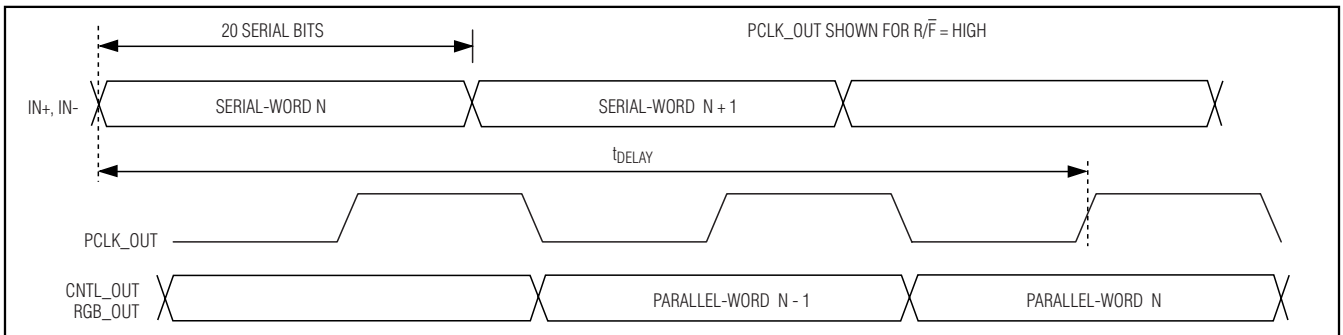 20 SERIAL BITS
PCLK_OUT SHOWN FOR R/F̅ = HIGH
IN+, IN-
SERIAL-WORD N
SERIAL-WORD N + 1
tDELAY
PCLK_OUT
CNTL_OUT
RGB_OUT
PARALLEL-WORD N - 1
PARALLEL-WORD N